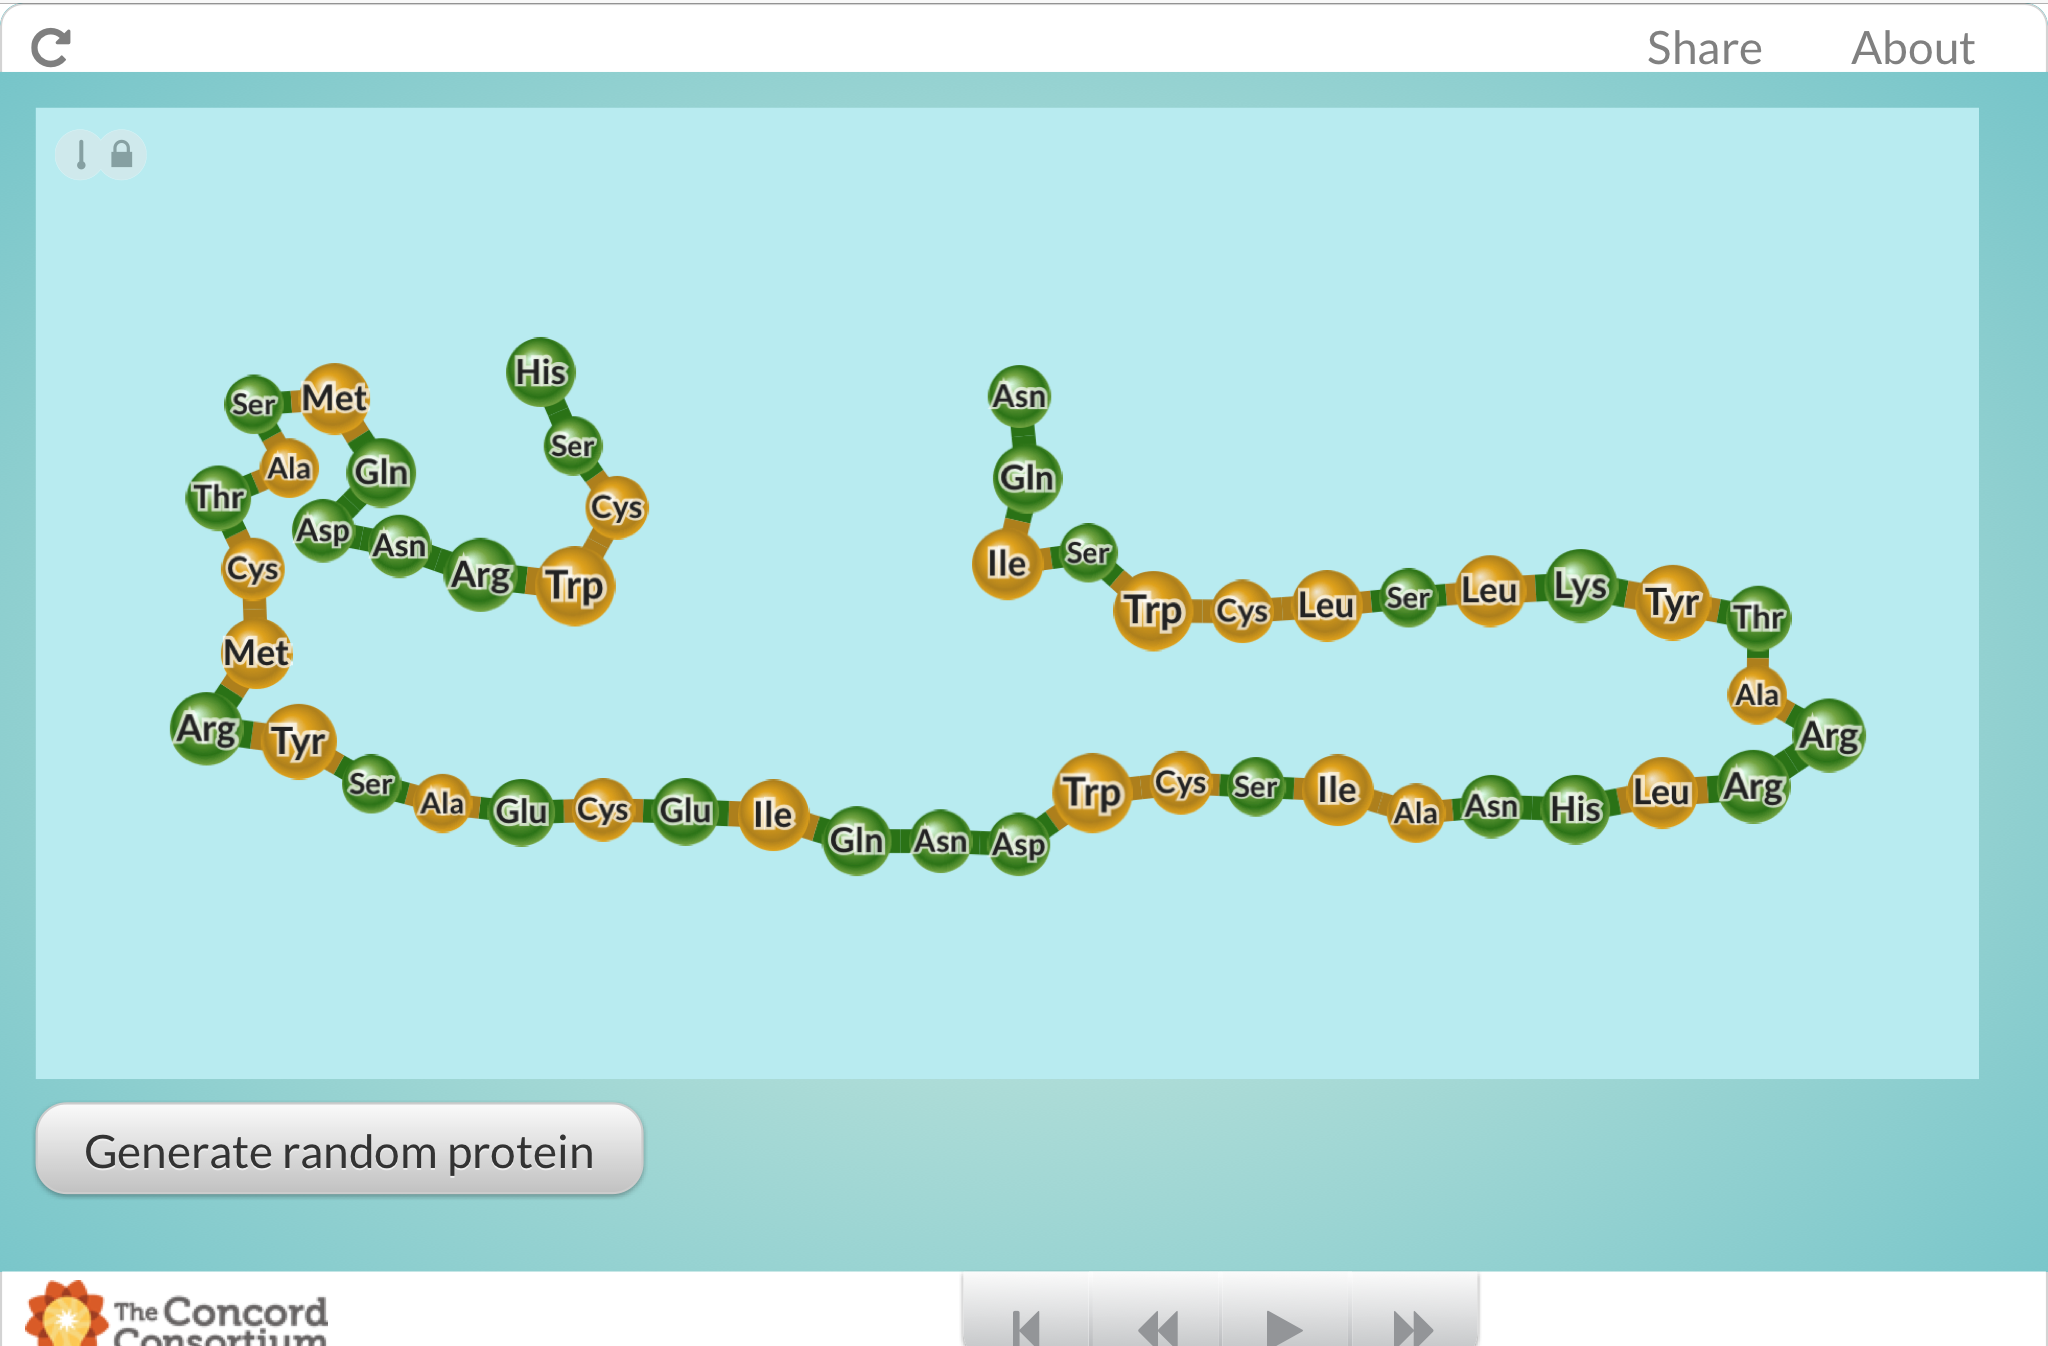 Share About
His
Asn
Ser Met
Ser
Ala
Gln
Gln
Thr
Cys
Asp
Asn
Ser
Cys
Ile
Arg
Trp
Leu
Lys
Tyr
Trp
Cys
Leu
Ser
Thr
Met
Ala
Arg
Tyr
Arg
Ser
Ala
Glu
Cys
Glu
Ile
Gln
Asn
Asp
Trp
Cys
Ser
Ile
Ala
Asn
His
Leu
Arg
Generate random protein
The Concord
Consortium